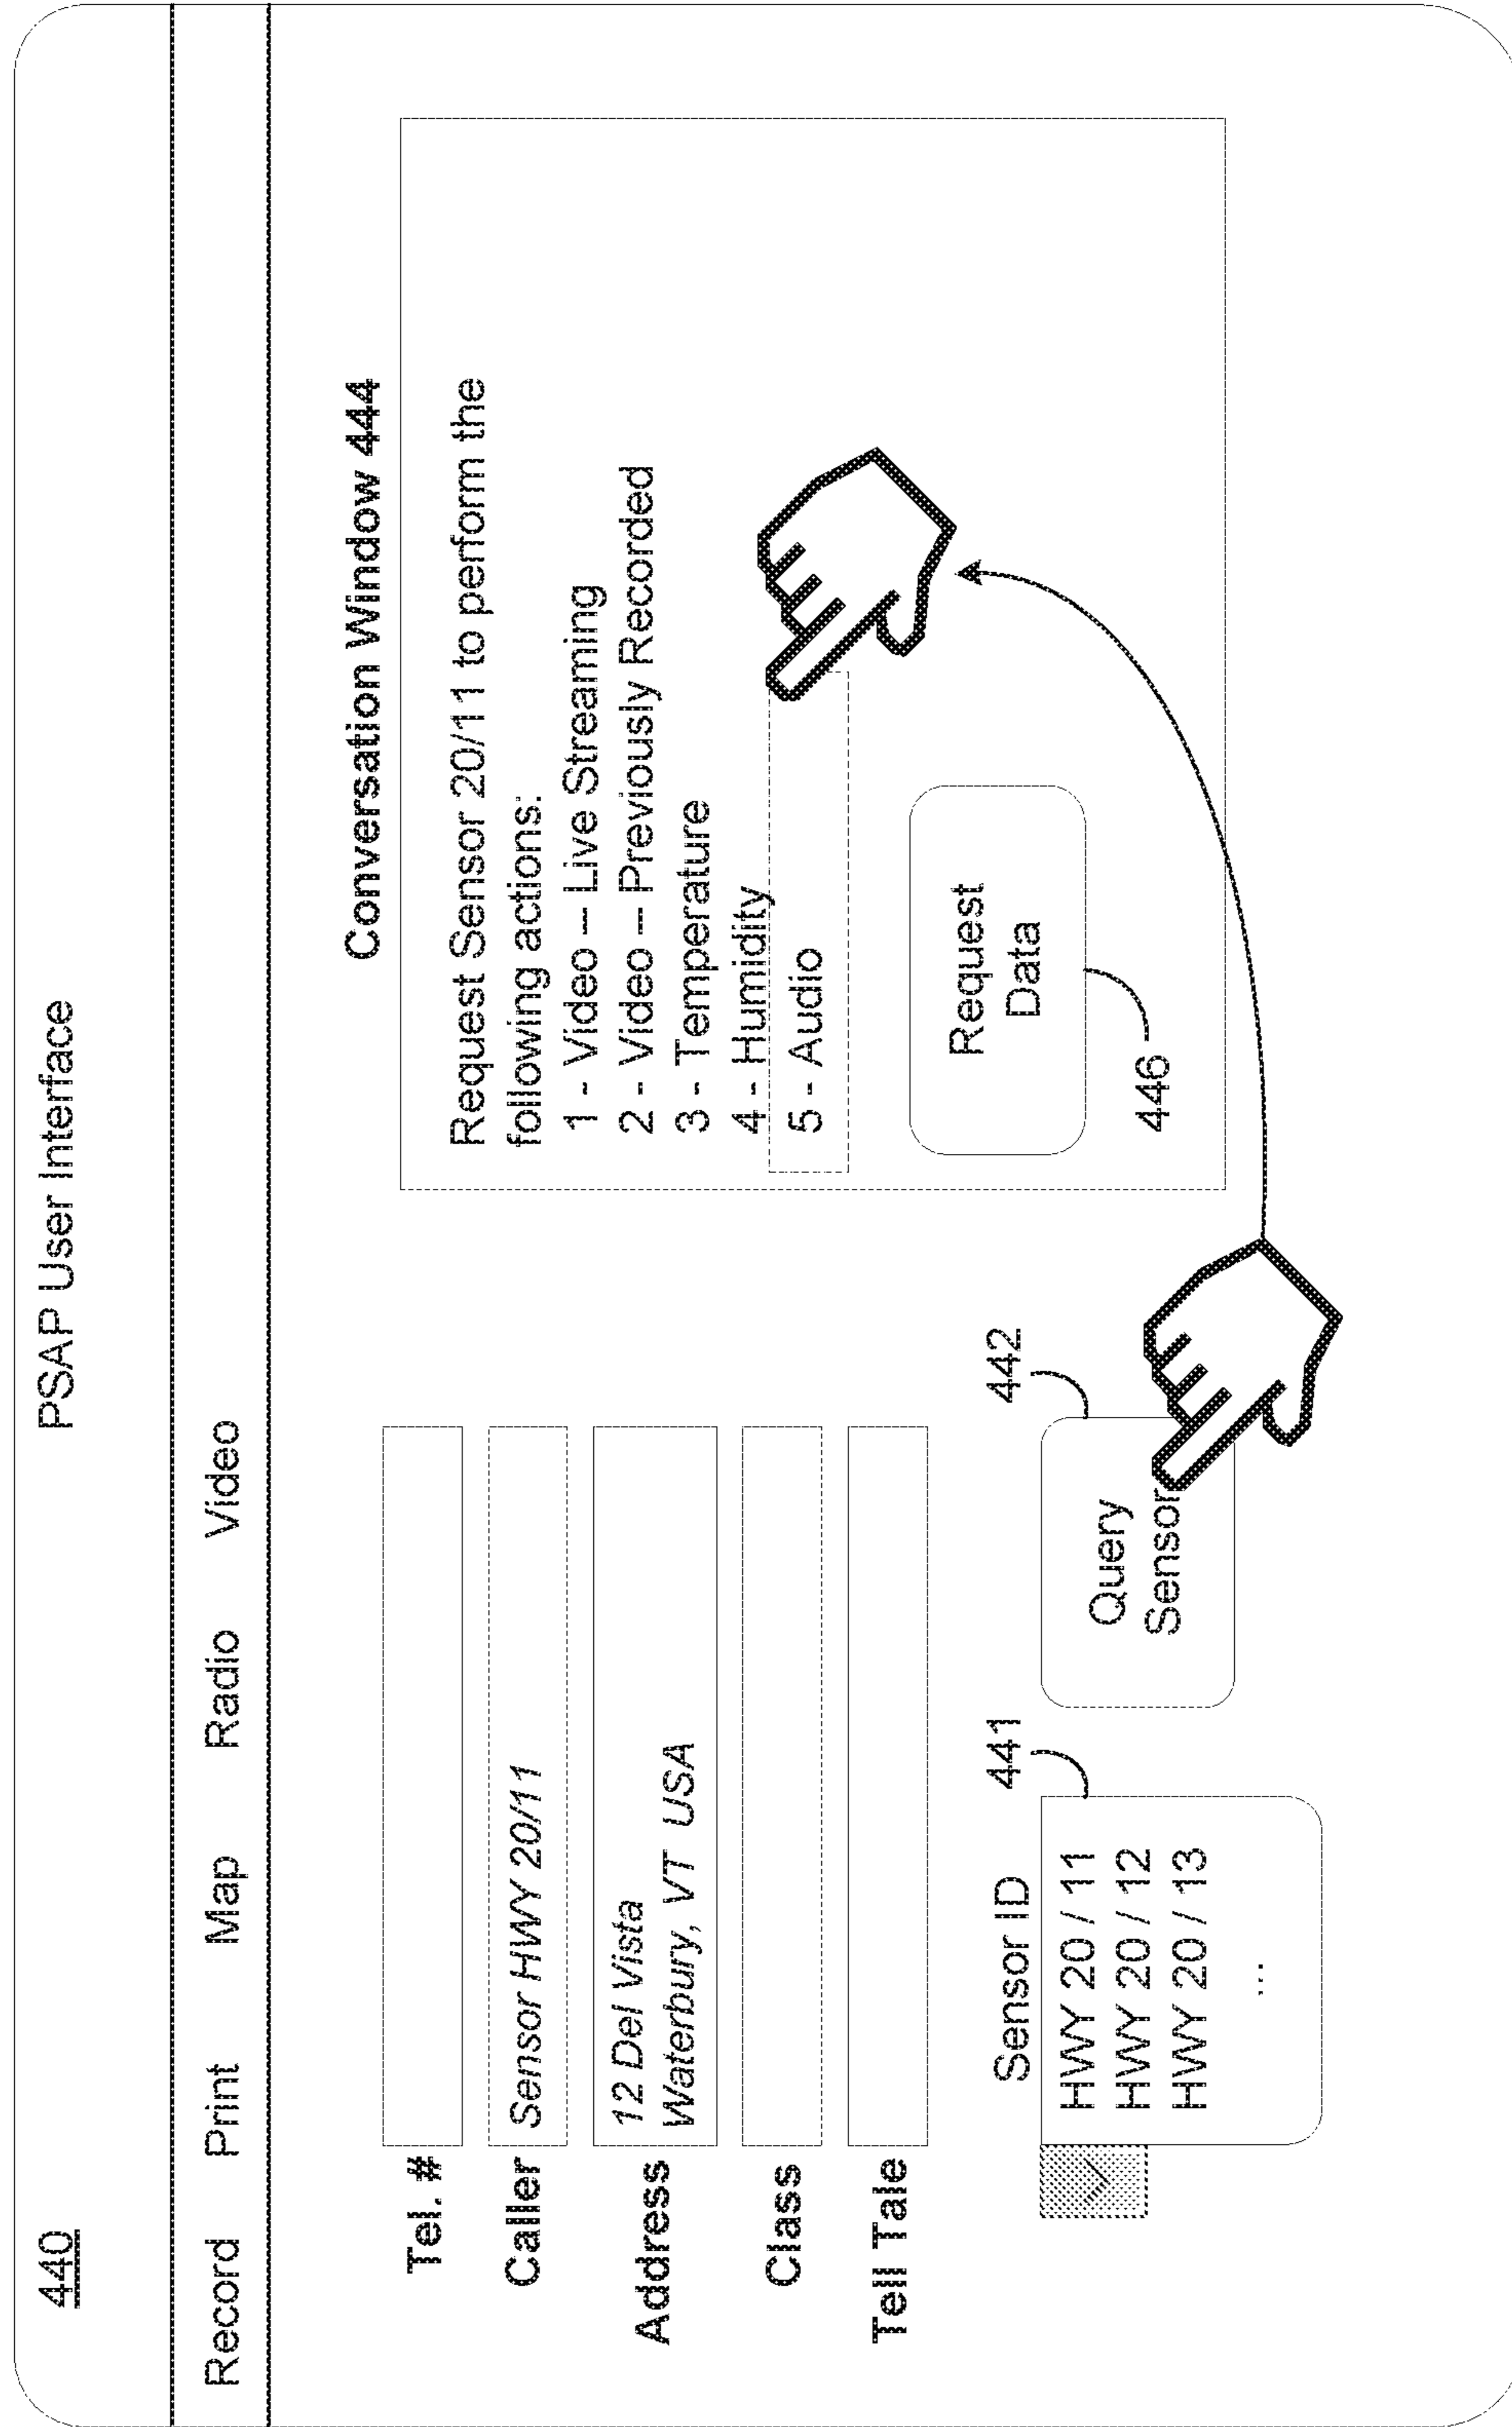 440
PSAP User Interface
Record Print Map Radio Video
Tel. #
Caller Sensor HWY 20/11
Address 12 Del Vista
Waterbury, VT USA
Class
Tell Tale
Sensor ID
441
HWY 20 / 11
HWY 20 / 12
HWY 20 / 13
...
442
Query
Sensor
Conversation Window 444
Request Sensor 20/11 to perform the
following actions:
1 - Video – Live Streaming
2 - Video – Previously Recorded
3 - Temperature
4 - Humidity
5 - Audio
Request
Data
446